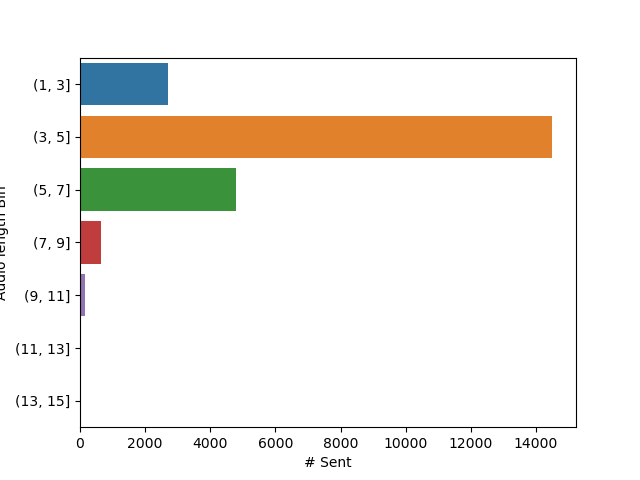 (1, 3]
(3, 5]
(5, 7]
(7, 9]
(9, 11]
(11, 13]
(13, 15]
Audio length Bin
0 2000 4000 6000 8000 10000 12000 14000
# Sent